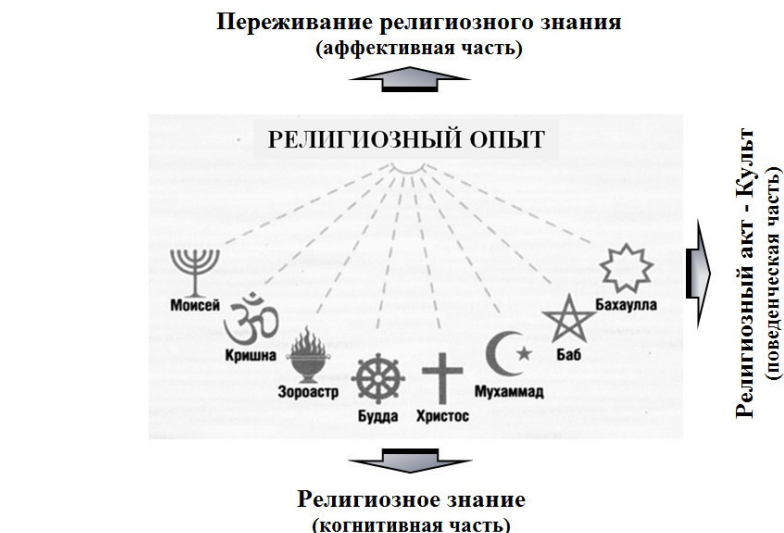 Переживание религиозного знания
(аффективная часть)
РЕЛИГИОЗНЫЙ ОПЫТ
Моисей
Кришна
Зороастр
Будда
Христос
Мухаммад
Баб
Бахаулла
Религиозный акт - Культ
(поведенческая часть)
Религиозное знание
(когнитивная часть)